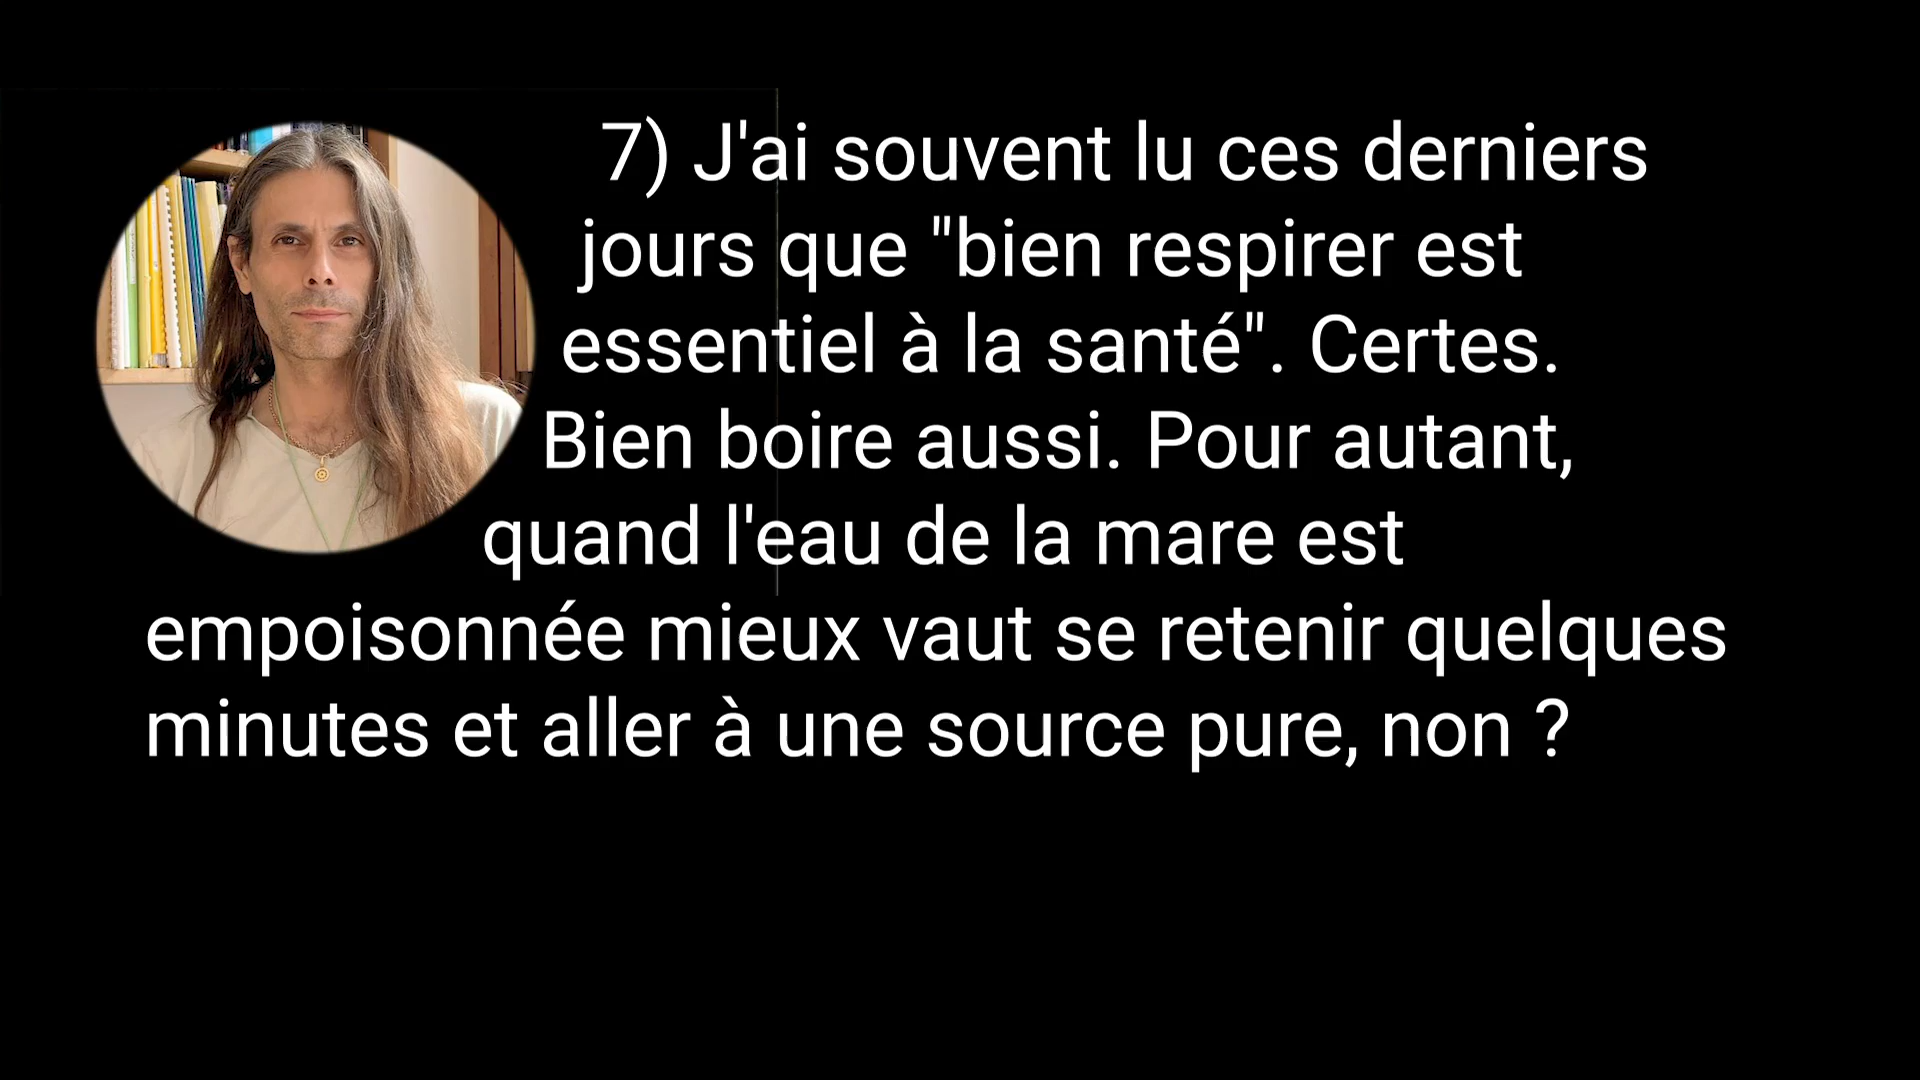 7) J'ai souvent lu ces derniers
jours que "bien respirer est
essentiel à la santé". Certes.
Bien boire aussi. Pour autant,
quand l'eau de la mare est
empoisonnée mieux vaut se retenir quelques
minutes et aller à une source pure, non ?